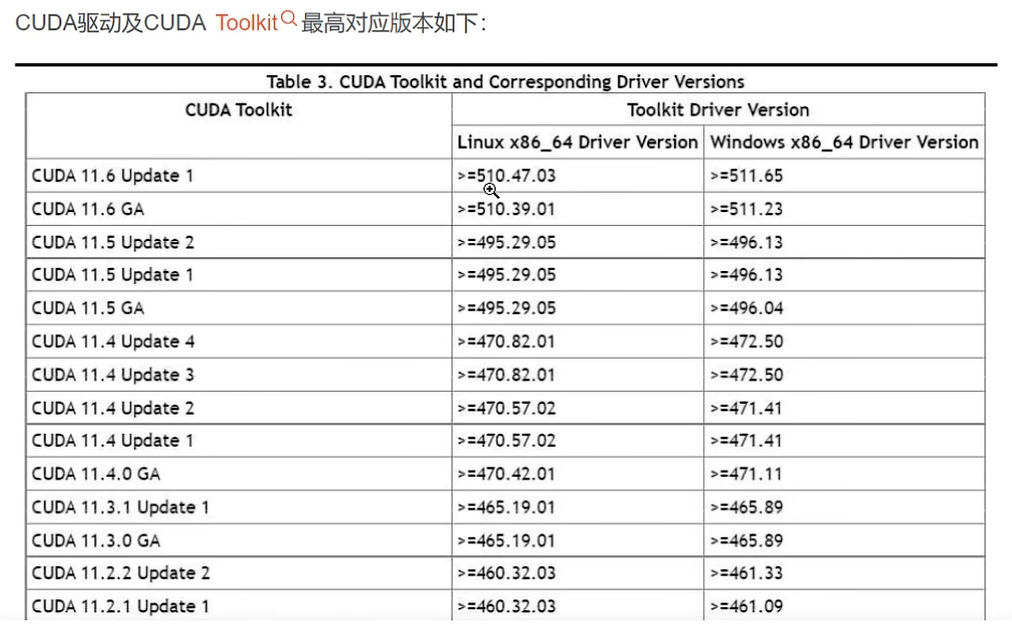 CUDA驱动及CUDA Toolkit最高对应版本如下：
Table 3. CUDA Toolkit and Corresponding Driver Versions
CUDA Toolkit Toolkit Driver Version
Linux x86_64 Driver Version Windows x86_64 Driver Version
CUDA 11.6 Update 1 >=510.47.03 >=511.65
CUDA 11.6 GA >=510.39.01 >=511.23
CUDA 11.5 Update 2 >=495.29.05 >=496.13
CUDA 11.5 Update 1 >=495.29.05 >=496.13
CUDA 11.5 GA >=495.29.05 >=496.04
CUDA 11.4 Update 4 >=470.82.01 >=472.50
CUDA 11.4 Update 3 >=470.82.01 >=472.50
CUDA 11.4 Update 2 >=470.57.02 >=471.41
CUDA 11.4 Update 1 >=470.57.02 >=471.41
CUDA 11.4.0 GA >=470.42.01 >=471.11
CUDA 11.3.1 Update 1 >=465.19.01 >=465.89
CUDA 11.3.0 GA >=465.19.01 >=465.89
CUDA 11.2.2 Update 2 >=460.32.03 >=461.33
CUDA 11.2.1 Update 1 >=460.32.03 >=461.09